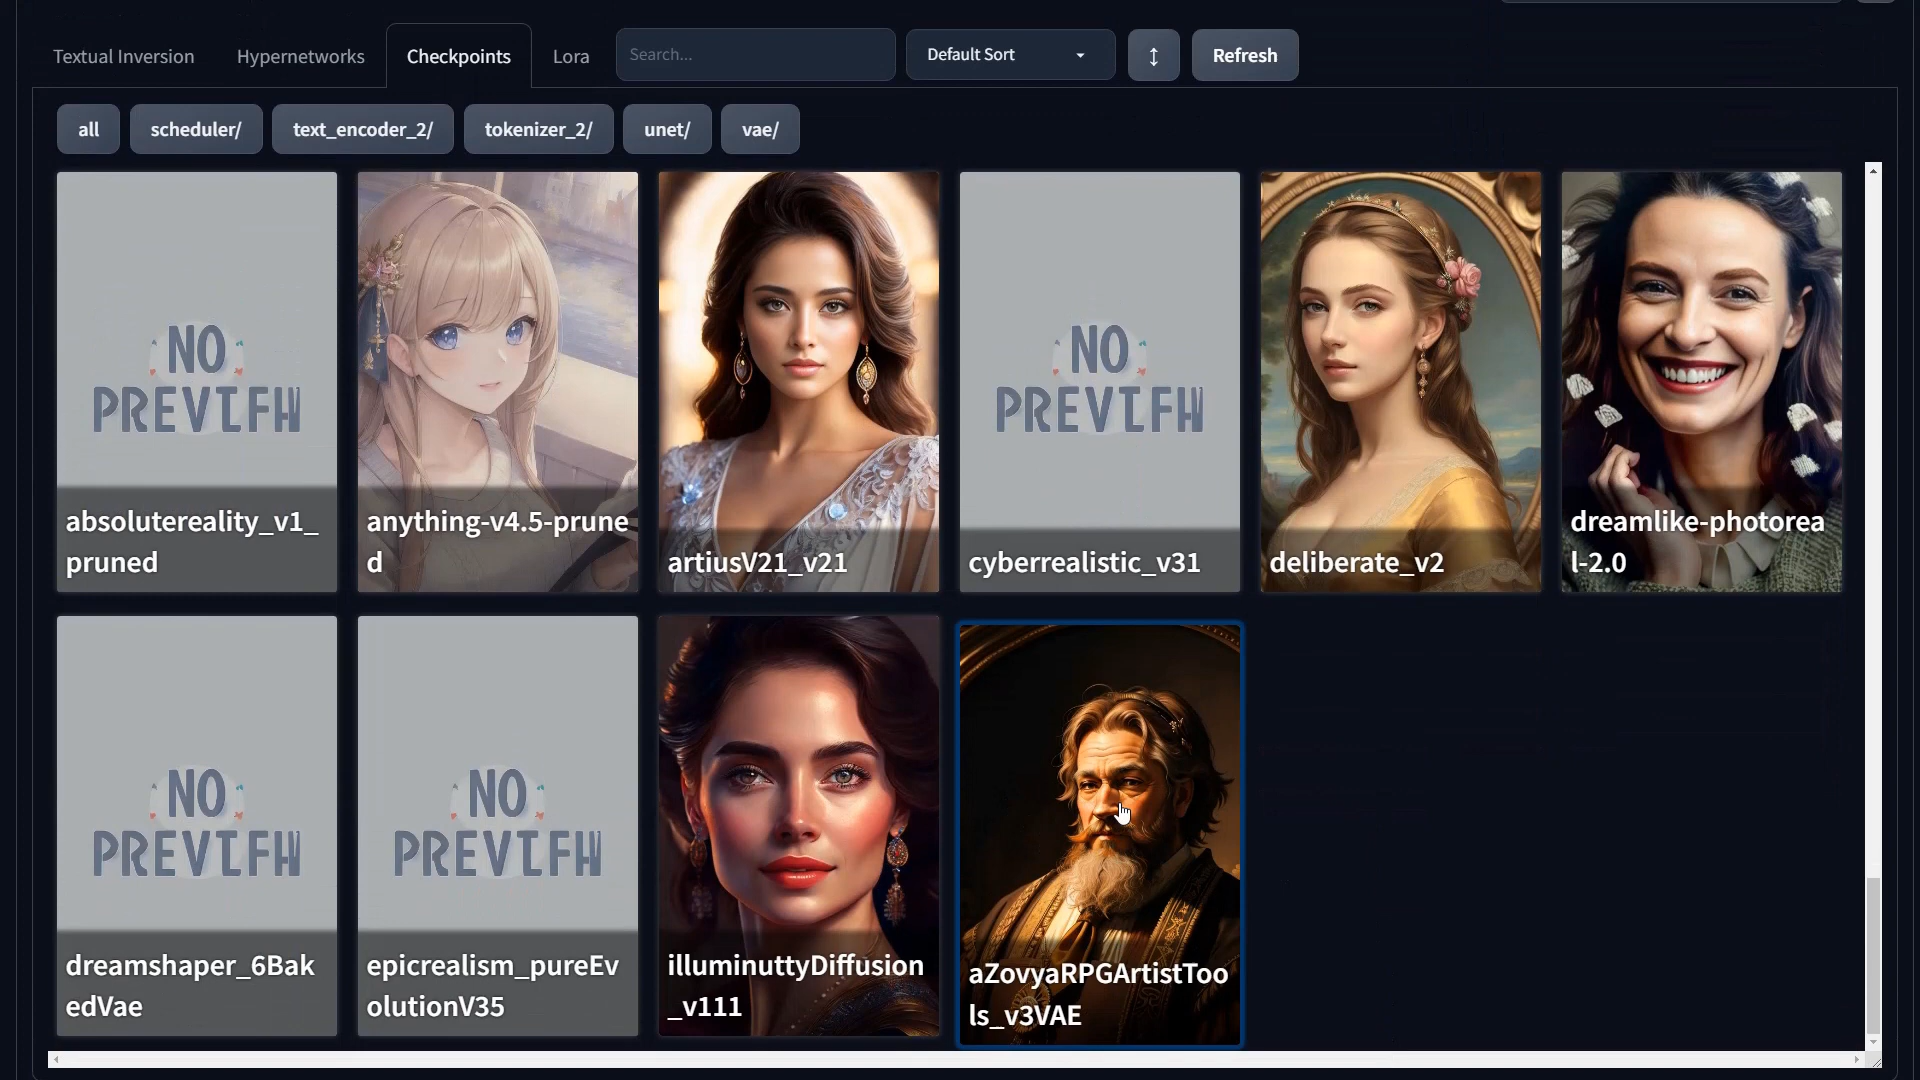 Textual Inversion Hypernetworks Checkpoints Lora Search... Default Sort Refresh
all scheduler/ text_encoder_2/ tokenizer_2/ unet/ vae/
NO
PREVIEW
absolutereality_v1_
pruned
anything-v4.5-prune
d
artiusV21_v21
NO
PREVIEW
cyberrealistic_v31
deliberate_v2
dreamlike-photorea
l-2.0
NO
PREVIEW
dreamshaper_6Bak
edVae
NO
PREVIEW
epicrealism_pureEv
olutionV35
illuminuttyDiffusion
_v111
aZovyaRPGArtistToo
ls_v3VAE